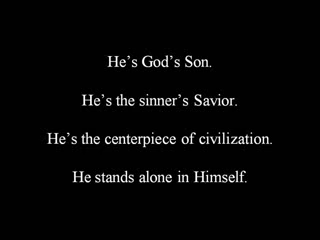 He’s God’s Son.
He’s the sinner’s Savior.
He’s the centerpiece of civilization.
He stands alone in Himself.